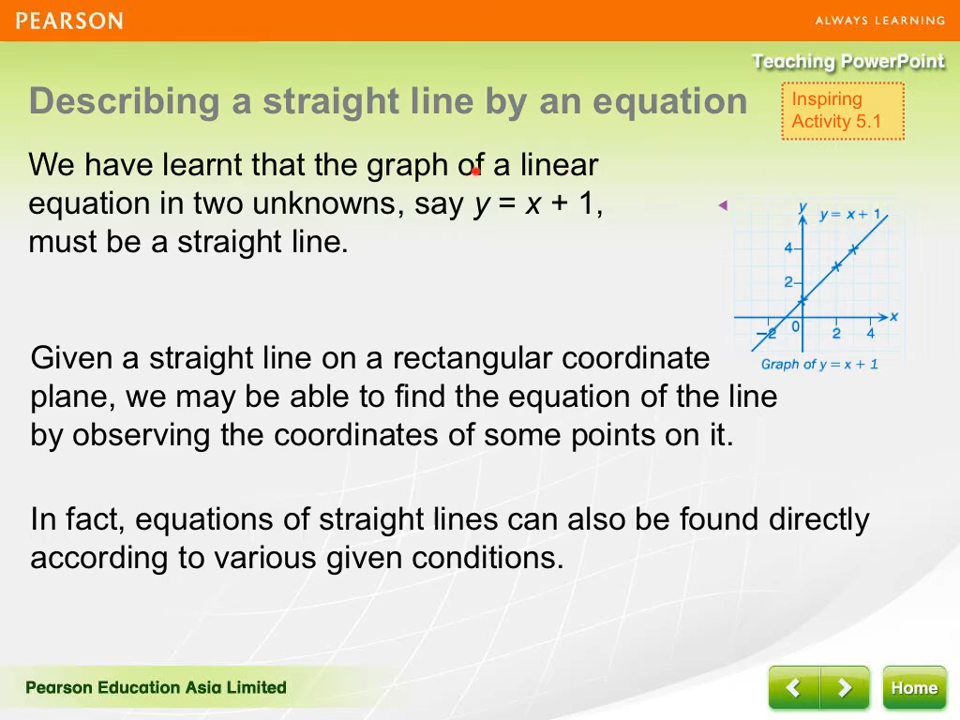 PEARSON
ALWAYS LEARNING
Teaching PowerPoint
Describing a straight line by an equation
Inspiring
Activity 5.1
We have learnt that the graph of a linear
equation in two unknowns, say y = x + 1,
must be a straight line.
y
y = x + 1
4
2
-2
0
2
4
x
Graph of y = x + 1
Given a straight line on a rectangular coordinate
plane, we may be able to find the equation of the line
by observing the coordinates of some points on it.
In fact, equations of straight lines can also be found directly
according to various given conditions.
Pearson Education Asia Limited
Home